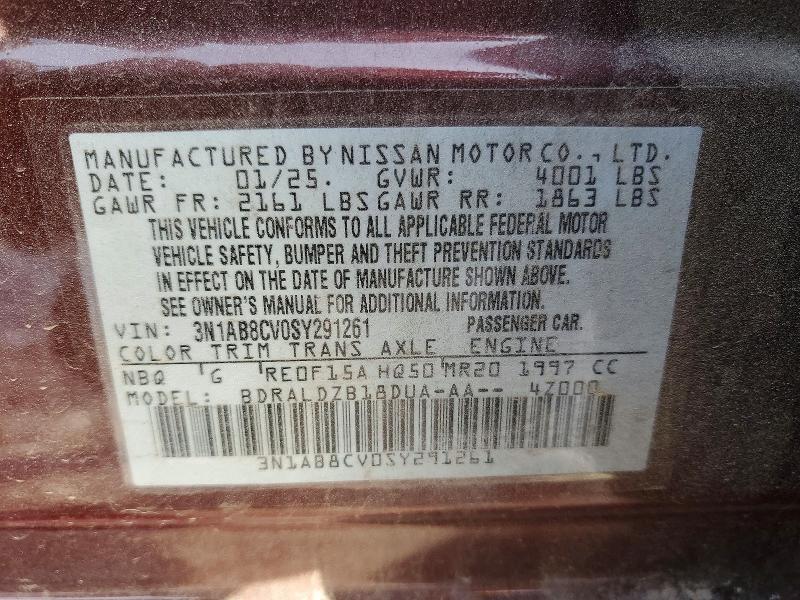 MANUFACTURED BY NISSAN MOTOR CO., LTD.
DATE: 01/25. GVWR: 4001 LBS
GAWR FR: 2161 LBS GAWR RR: 1863 LBS
THIS VEHICLE CONFORMS TO ALL APPLICABLE FEDERAL MOTOR
VEHICLE SAFETY, BUMPER AND THEFT PREVENTION STANDARDS
IN EFFECT ON THE DATE OF MANUFACTURE SHOWN ABOVE.
SEE OWNER'S MANUAL FOR ADDITIONAL INFORMATION.
VIN: 3N1AB8CV0SY291261 PASSENGER CAR.
COLOR TRIM TRANS AXLE ENGINE
NBQ G RE0F15A HQ50 MR20 1997 CC
MODEL: BDRALDZB18DUA-AA-- 4Z000
3N1AB8CV0SY291261